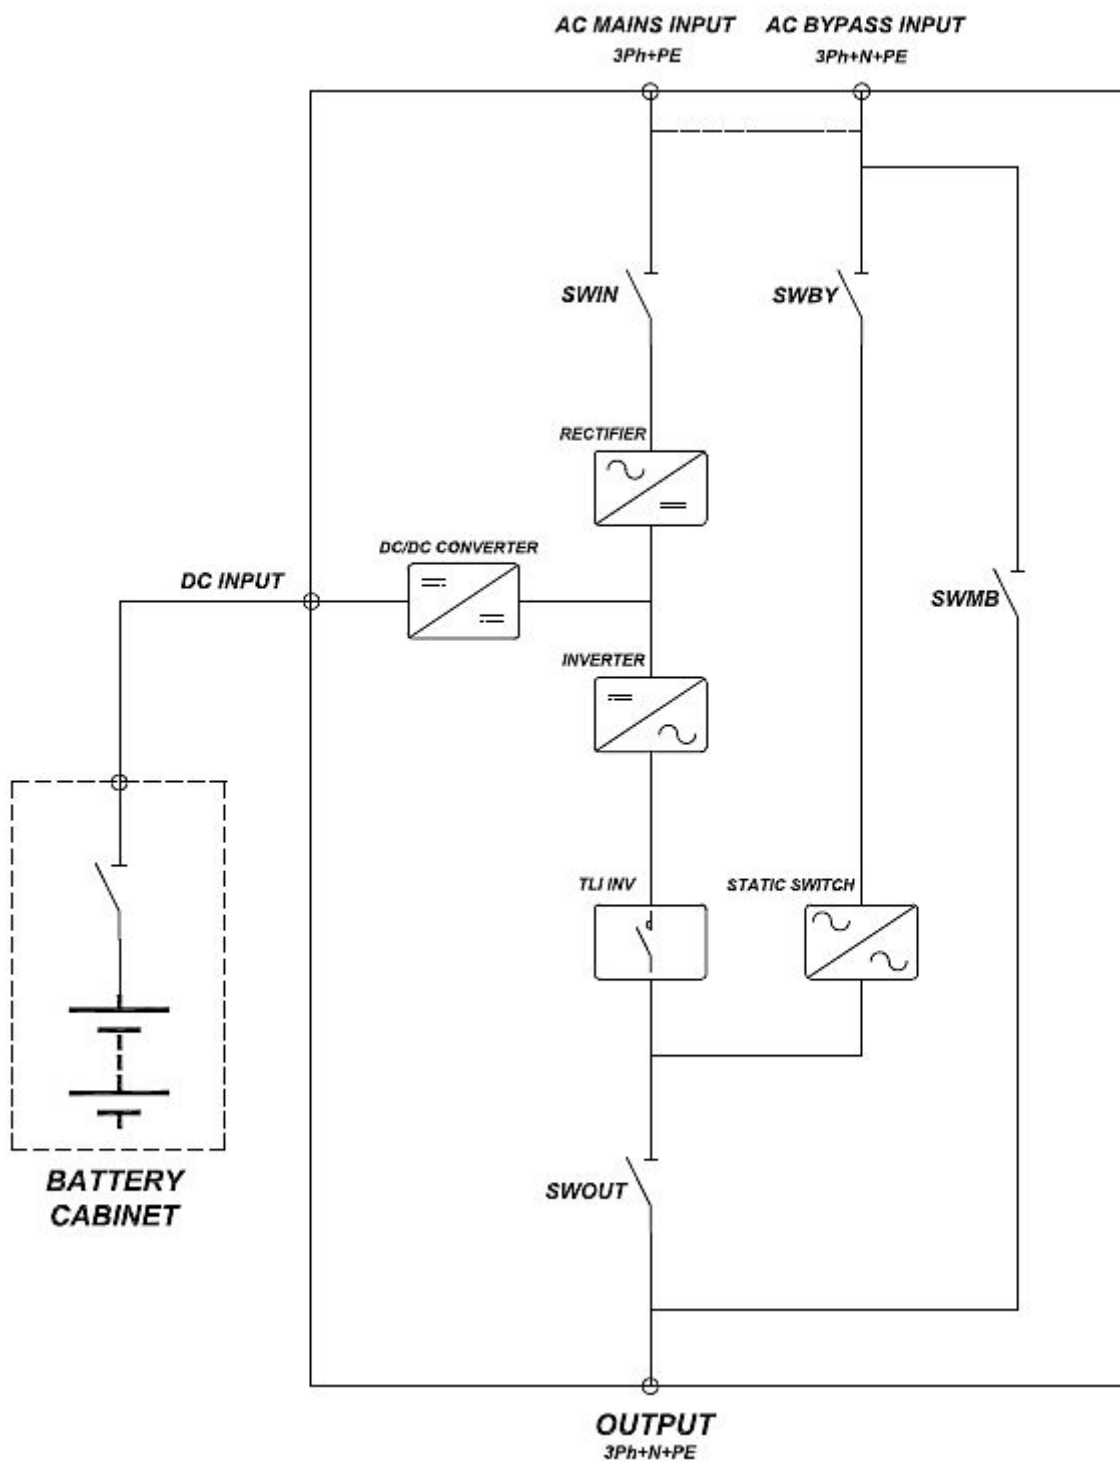 AC MAINS INPUT
3Ph+PE
AC BYPASS INPUT
3Ph+N+PE
SWIN
SWBY
RECTIFIER
DC/DC CONVERTER
DC INPUT
SWMB
INVERTER
TLI INV
STATIC SWITCH
BATTERY
CABINET
SWOUT
OUTPUT
3Ph+N+PE